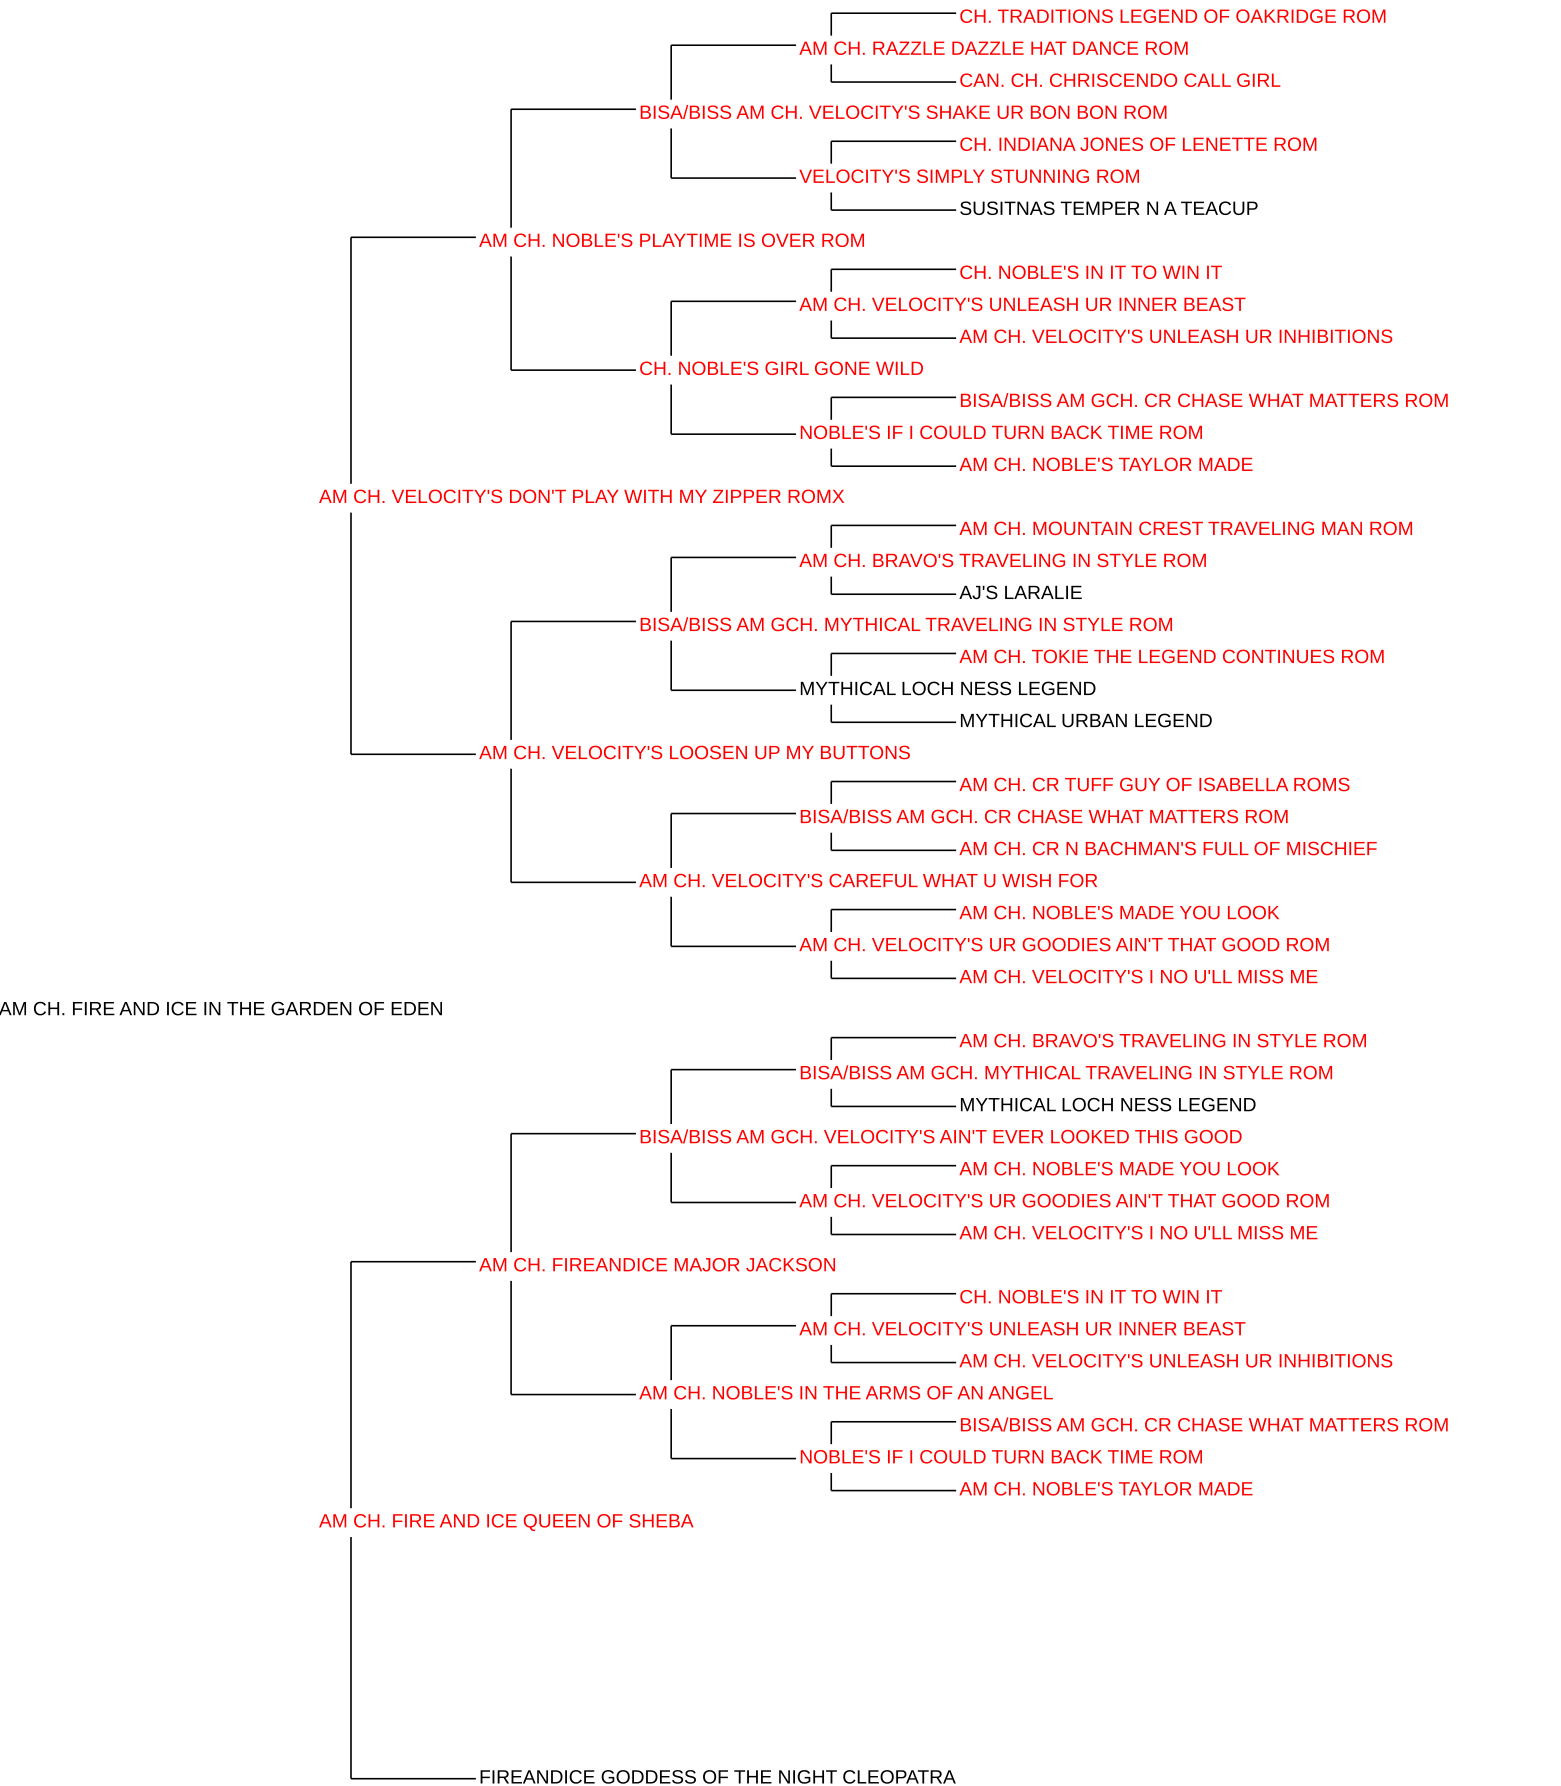 CH. TRADITIONS LEGEND OF OAKRIDGE ROM
AM CH. RAZZLE DAZZLE HAT DANCE ROM
CAN. CH. CHRISCENDO CALL GIRL
BISA/BISS AM CH. VELOCITY'S SHAKE UR BON BON ROM
CH. INDIANA JONES OF LENETTE ROM
VELOCITY'S SIMPLY STUNNING ROM
SUSITNAS TEMPER N A TEACUP
AM CH. NOBLE'S PLAYTIME IS OVER ROM
CH. NOBLE'S IN IT TO WIN IT
AM CH. VELOCITY'S UNLEASH UR INNER BEAST
AM CH. VELOCITY'S UNLEASH UR INHIBITIONS
CH. NOBLE'S GIRL GONE WILD
BISA/BISS AM GCH. CR CHASE WHAT MATTERS ROM
NOBLE'S IF I COULD TURN BACK TIME ROM
AM CH. NOBLE'S TAYLOR MADE
AM CH. VELOCITY'S DON'T PLAY WITH MY ZIPPER ROMX
AM CH. MOUNTAIN CREST TRAVELING MAN ROM
AM CH. BRAVO'S TRAVELING IN STYLE ROM
AJ'S LARALIE
BISA/BISS AM GCH. MYTHICAL TRAVELING IN STYLE ROM
AM CH. TOKIE THE LEGEND CONTINUES ROM
MYTHICAL LOCH NESS LEGEND
MYTHICAL URBAN LEGEND
AM CH. VELOCITY'S LOOSEN UP MY BUTTONS
AM CH. CR TUFF GUY OF ISABELLA ROMS
BISA/BISS AM GCH. CR CHASE WHAT MATTERS ROM
AM CH. CR N BACHMAN'S FULL OF MISCHIEF
AM CH. VELOCITY'S CAREFUL WHAT U WISH FOR
AM CH. NOBLE'S MADE YOU LOOK
AM CH. VELOCITY'S UR GOODIES AIN'T THAT GOOD ROM
AM CH. VELOCITY'S I NO U'LL MISS ME
AM CH. FIRE AND ICE IN THE GARDEN OF EDEN
AM CH. BRAVO'S TRAVELING IN STYLE ROM
BISA/BISS AM GCH. MYTHICAL TRAVELING IN STYLE ROM
MYTHICAL LOCH NESS LEGEND
BISA/BISS AM GCH. VELOCITY'S AIN'T EVER LOOKED THIS GOOD
AM CH. NOBLE'S MADE YOU LOOK
AM CH. VELOCITY'S UR GOODIES AIN'T THAT GOOD ROM
AM CH. VELOCITY'S I NO U'LL MISS ME
AM CH. FIREANDICE MAJOR JACKSON
CH. NOBLE'S IN IT TO WIN IT
AM CH. VELOCITY'S UNLEASH UR INNER BEAST
AM CH. VELOCITY'S UNLEASH UR INHIBITIONS
AM CH. NOBLE'S IN THE ARMS OF AN ANGEL
BISA/BISS AM GCH. CR CHASE WHAT MATTERS ROM
NOBLE'S IF I COULD TURN BACK TIME ROM
AM CH. NOBLE'S TAYLOR MADE
AM CH. FIRE AND ICE QUEEN OF SHEBA
FIREANDICE GODDESS OF THE NIGHT CLEOPATRA